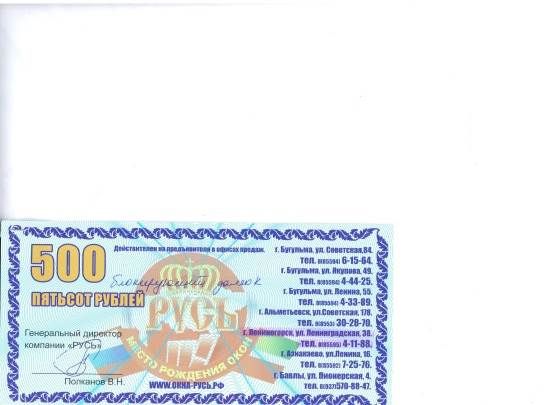 500
ПЯТЬСОТ РУБЛЕЙ
Генеральный директор
компании «РУСЬ»
Полканов В.Н.
Действителен на предъявителя в офисах продаж.
блокирующий замок
РУСЬ
МЕСТО РОЖДЕНИЯ ОКОН
WWW.ОКНА-РУСЬ.РФ
г. Бугульма, ул. Советская,84.
тел. 8(85594) 6-15-64.
г. Бугульма, ул. Якупова, 49.
тел. 8(85594) 4-44-25.
г. Бугульма, ул. Ленина, 55.
тел. 8(85594) 4-33-89.
г. Альметьевск, ул.Советская, 178.
тел. 8(8553) 30-28-70.
г. Лениногорск, ул. Ленинградская, 38.
тел. 8(85595) 4-11-88.
г. Азнакаево, ул.Ленина, 16.
тел. 8(85592) 7-25-76.
г. Бавлы, ул. Пионерская, 4.
тел. 8(937)570-88-47.